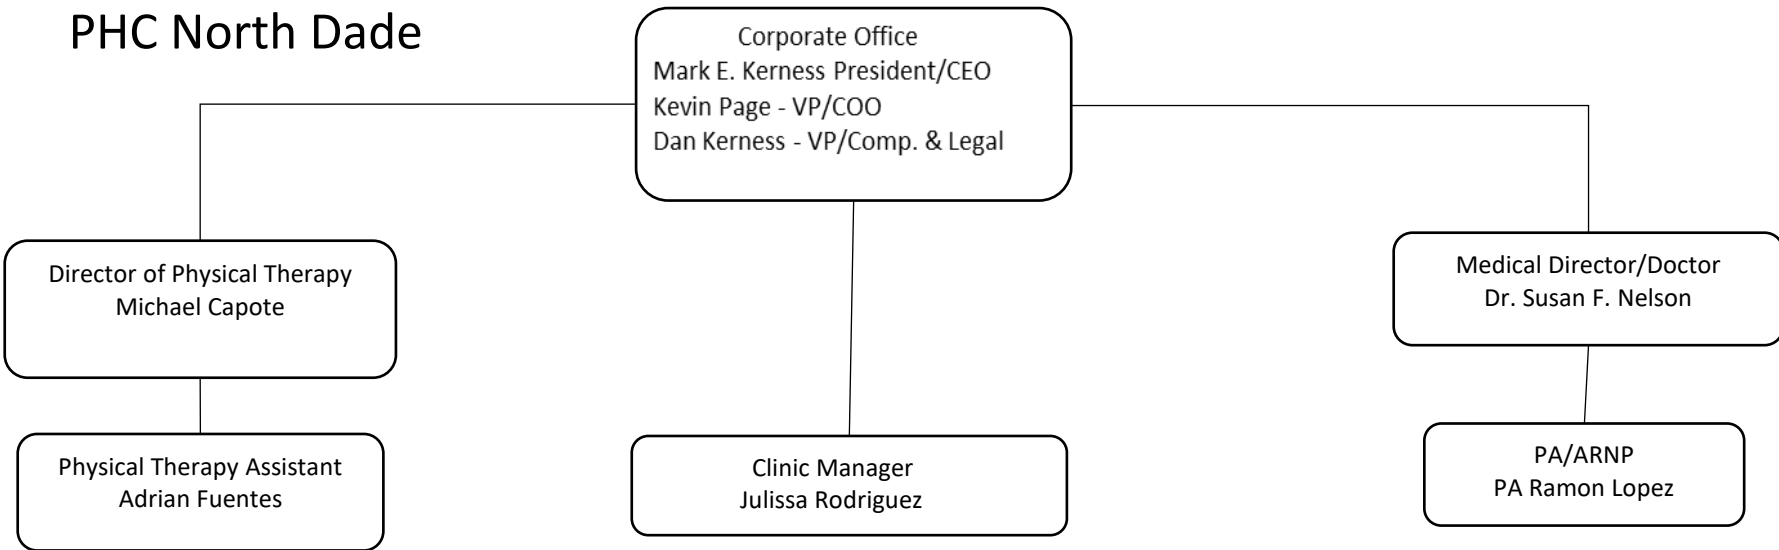 PHC North Dade
Corporate Office
Mark E. Kerness President/CEO
Kevin Page - VP/COO
Dan Kerness - VP/Comp. & Legal
Director of Physical Therapy
Michael Capote
Medical Director/Doctor
Dr. Susan F. Nelson
Physical Therapy Assistant
Adrian Fuentes
Clinic Manager
Julissa Rodriguez
PA/ARNP
PA Ramon Lopez